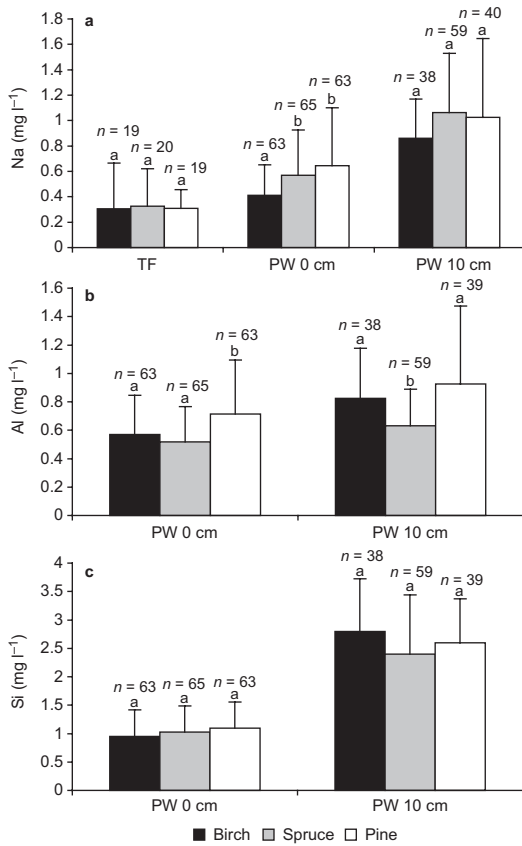 a
Na (mg l⁻¹)
1.8
1.6
1.4
1.2
1
0.8
0.6
0.4
0.2
0
n = 19
a
n = 20
a
n = 19
a
n = 63
a
n = 65
b
n = 63
b
n = 38
a
n = 59
a
n = 40
a
TF PW 0 cm PW 10 cm
b
Al (mg l⁻¹)
1.6
1.4
1.2
1
0.8
0.6
0.4
0.2
0
n = 63
a
n = 65
a
n = 63
b
n = 38
a
n = 59
b
n = 39
a
PW 0 cm PW 10 cm
c
Si (mg l⁻¹)
4
3.5
3
2.5
2
1.5
1
0.5
0
n = 63
a
n = 65
a
n = 63
a
n = 38
a
n = 59
a
n = 39
a
PW 0 cm PW 10 cm
Birch Spruce Pine